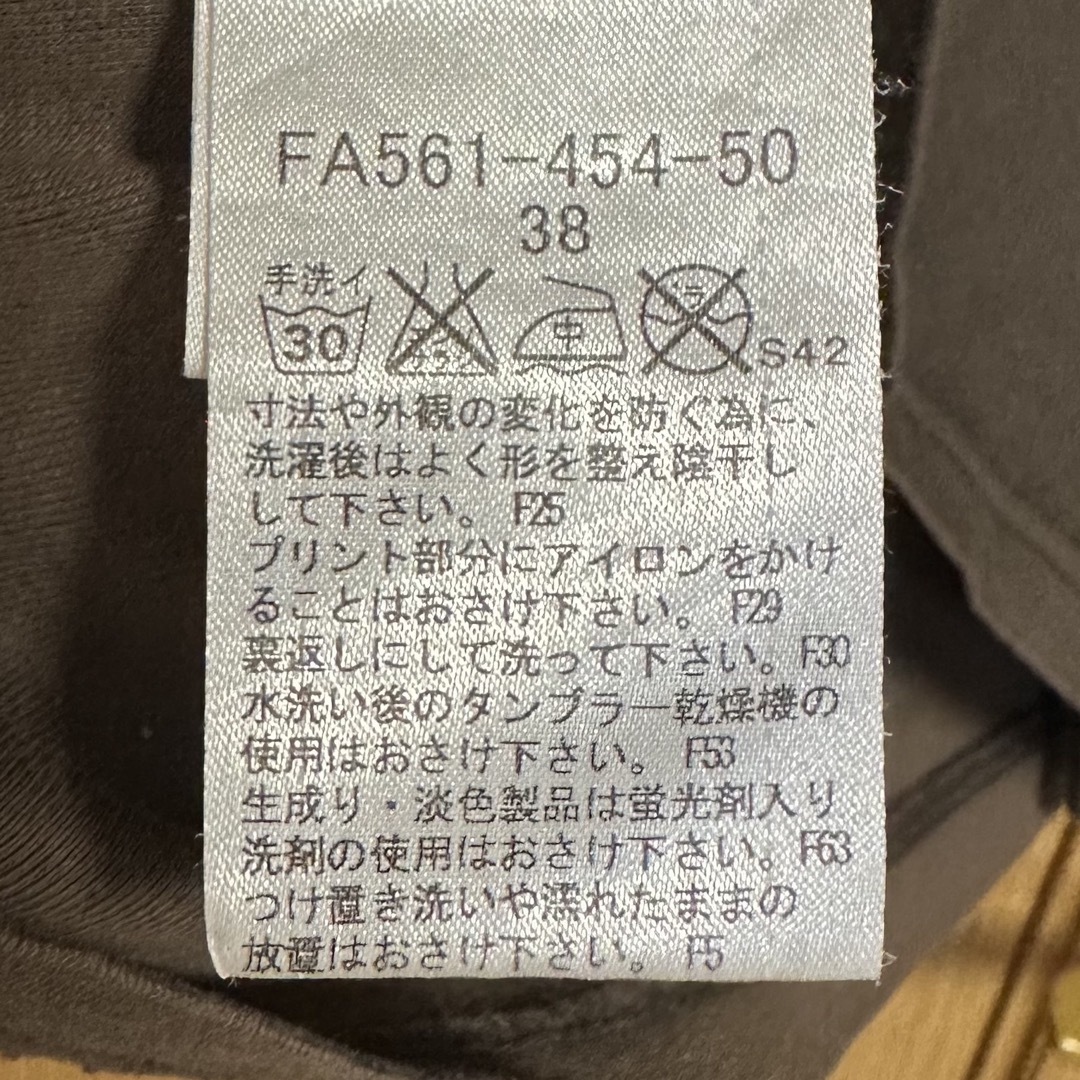 FA561-454-50
38
手洗イ
30
中
S42
寸法や外観の変化を防ぐ為に、
洗濯後はよく形を整え陰干し
して下さい。 F25
プリント部分にアイロンをかけ
ることはおさけ下さい。 F29
裏返しにして洗って下さい。F30
水洗い後のタンブラー乾燥機の
使用はおさけ下さい。 F53
生成り・淡色製品は蛍光剤入り
洗剤の使用はおさけ下さい。F63
つけ置き洗いや濡れたままの
放置はおさけ下さい。 F5